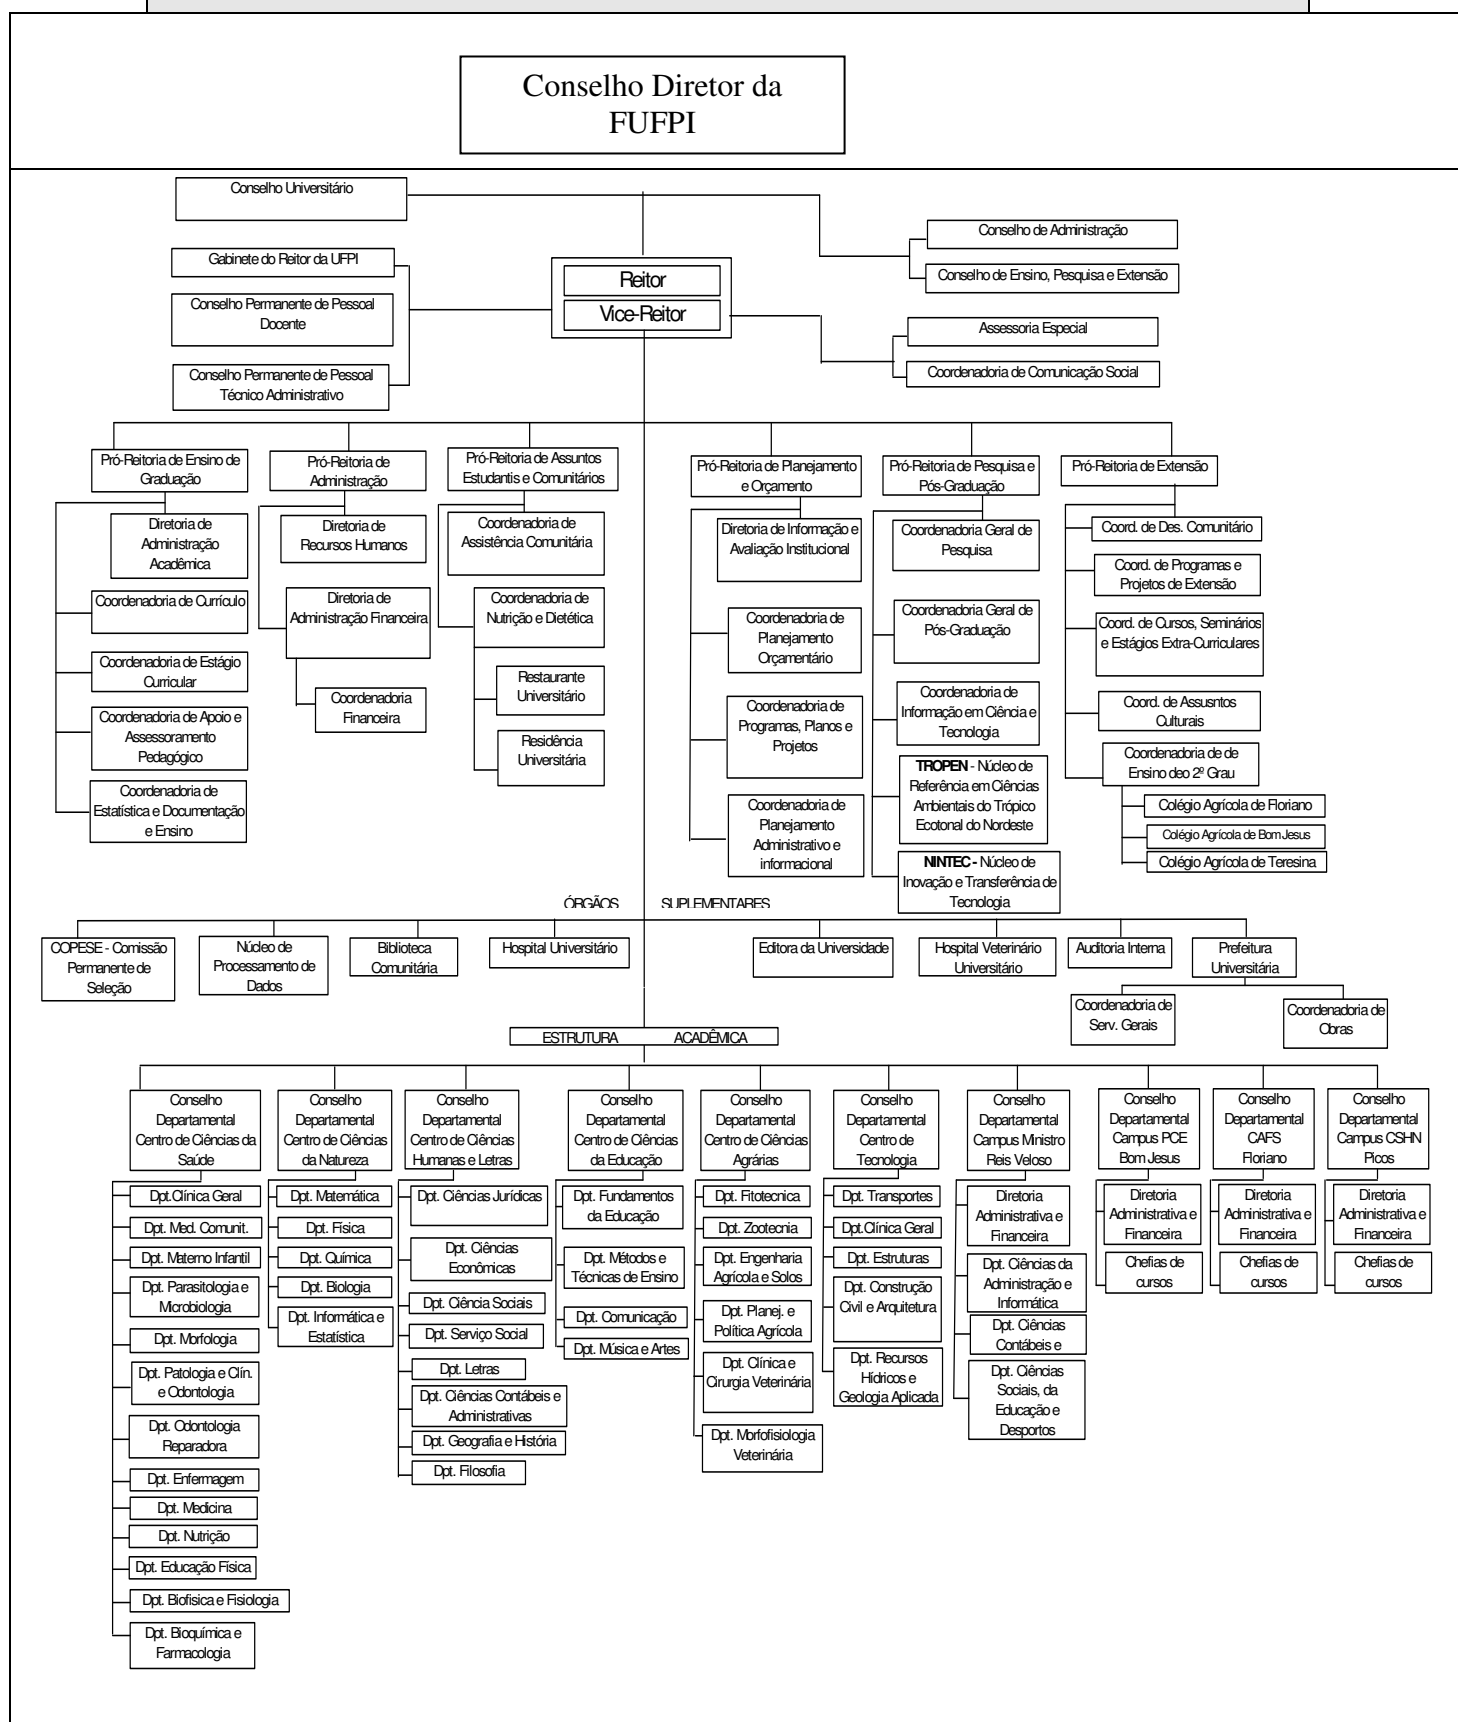 Conselho Diretor da
FUFPI
Conselho Universitário
Conselho de Administração
Gabinete do Reitor da UFPI
Conselho de Ensino, Pesquisa e Extensão
Reitor
Vice-Reitor
Conselho Permanente de Pessoal
Docente
Assessoria Especial
Conselho Permanente de Pessoal
Técnico Administrativo
Coordenadoria de Comunicação Social
Pró-Reitoria de Ensino de
Graduação
Pró-Reitoria de
Administração
Pró-Reitoria de Assuntos
Estudantis e Comunitários
Pró-Reitoria de Planejamento
e Orçamento
Pró-Reitoria de Pesquisa e
Pós-Graduação
Pró-Reitoria de Extensão
Diretoria de
Administração
Acadêmica
Coordenadoria de Currículo
Coordenadoria de Estágio
Curricular
Coordenadoria de Apoio e
Assessoramento
Pedagógico
Coordenadoria de
Estatística e Documentação
e Ensino
Diretoria de
Recursos Humanos
Diretoria de
Administração Financeira
Coordenadoria
Financeira
Coordenadoria de
Assistência Comunitária
Coordenadoria de
Nutrição e Dietética
Restaurante
Universitário
Residência
Universitária
Diretoria de Informação e
Avaliação Institucional
Coordenadoria de
Planejamento
Orçamentário
Coordenadoria de
Programas, Planos e
Projetos
Coordenadoria de
Planejamento
Administrativo e
informacional
Coordenadoria Geral de
Pesquisa
Coordenadoria Geral de
Pós-Graduação
Coordenadoria de
Informação em Ciência e
Tecnologia
TROPEN - Núcleo de
Referência em Ciências
Ambientais do Trópico
Ecotonal do Nordeste
NINTEC - Núcleo de
Inovação e Transferência de
Tecnologia
Coord. de Des. Comunitário
Coord. de Programas e
Projetos de Extensão
Coord. de Cursos, Seminários
e Estágios Extra-Curriculares
Coord. de Assusntos
Culturais
Coordenadoria de de
Ensino deo 2º Grau
Colégio Agrícola de Floriano
Colégio Agrícola de Bom Jesus
Colégio Agrícola de Teresina
ÓRGÃOS SUPLEMENTARES
COPESE - Comissão
Permanente de
Seleção
Núcleo de
Processamento de
Dados
Biblioteca
Comunitária
Hospital Universitário
Editora da Universidade
Hospital Veterinário
Universitário
Auditoria Interna
Prefeitura
Universitária
Coordenadoria de
Serv. Gerais
Coordenadoria de
Obras
ESTRUTURA ACADÊMICA
Conselho
Departamental
Centro de Ciências da
Saúde
Conselho
Departamental
Centro de Ciências
da Natureza
Conselho
Departamental
Centro de Ciências
Humanas e Letras
Conselho
Departamental
Centro de Ciências
da Educação
Conselho
Departamental
Centro de Ciências
Agrárias
Conselho
Departamental
Centro de
Tecnologia
Conselho
Departamental
Campus Ministro
Reis Veloso
Conselho
Departamental
Campus PCE
Bom Jesus
Conselho
Departamental
CAFS
Floriano
Conselho
Departamental
Campus CSHN
Picos
Dpt.Clínica Geral
Dpt. Med. Comunit.
Dpt. Materno Infantil
Dpt. Parasitologia e
Microbiologia
Dpt. Morfologia
Dpt. Patologia e Clín.
e Odontologia
Dpt. Odontologia
Reparadora
Dpt. Enfermagem
Dpt. Medicina
Dpt. Nutrição
Dpt. Educação Física
Dpt. Biofisica e Fisiologia
Dpt. Bioquímica e
Farmacologia
Dpt. Matemática
Dpt. Física
Dpt. Química
Dpt. Biologia
Dpt. Informática e
Estatística
Dpt. Ciências Jurídicas
Dpt. Ciências
Econômicas
Dpt. Ciência Sociais
Dpt. Serviço Social
Dpt. Letras
Dpt. Ciências Contábeis e
Administrativas
Dpt. Geografia e História
Dpt. Filosofia
Dpt. Fundamentos
da Educação
Dpt. Métodos e
Técnicas de Ensino
Dpt. Comunicação
Dpt. Música e Artes
Dpt. Fitotecnica
Dpt. Zootecnia
Dpt. Engenharia
Agrícola e Solos
Dpt. Planej. e
Política Agrícola
Dpt. Clínica e
Cirurgia Veterinária
Dpt. Morfofisiologia
Veterinária
Dpt. Transportes
Dpt.Clínica Geral
Dpt. Estruturas
Dpt. Construção
Civil e Arquitetura
Dpt. Recursos
Hídricos e
Geologia Aplicada
Diretoria
Administrativa e
Financeira
Dpt. Ciências da
Administração e
Informática
Dpt. Ciências
Contábeis e
Dpt. Ciências
Sociais, da
Educação e
Desportos
Diretoria
Administrativa e
Financeira
Chefias de
cursos
Diretoria
Administrativa e
Financeira
Chefias de
cursos
Diretoria
Administrativa e
Financeira
Chefias de
cursos